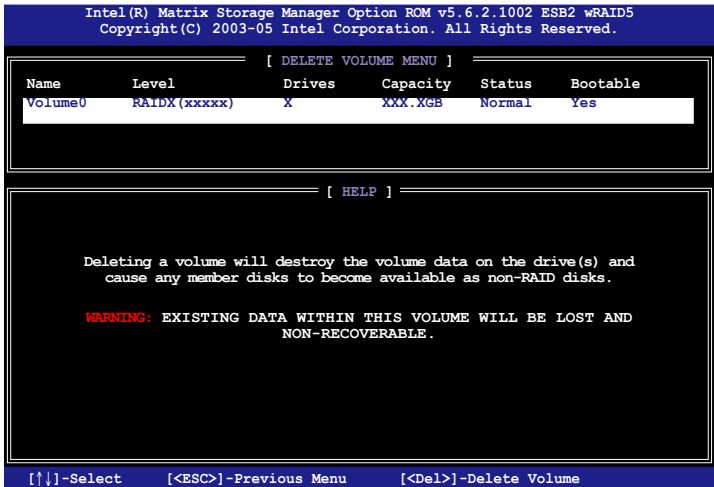 Intel(R) Matrix Storage Manager Option ROM v5.6.2.1002 ESB2 wRAID5
Copyright(C) 2003-05 Intel Corporation. All Rights Reserved.
[ DELETE VOLUME MENU ]
Name Level Drives Capacity Status Bootable
Volume0 RAIDX(xxxxx) X XXX.XGB Normal Yes
[ HELP ]
Deleting a volume will destroy the volume data on the drive(s) and
cause any member disks to become available as non-RAID disks.
WARNING: EXISTING DATA WITHIN THIS VOLUME WILL BE LOST AND
NON-RECOVERABLE.
[↑↓]-Select [<ESC>]-Previous Menu [<Del>]-Delete Volume